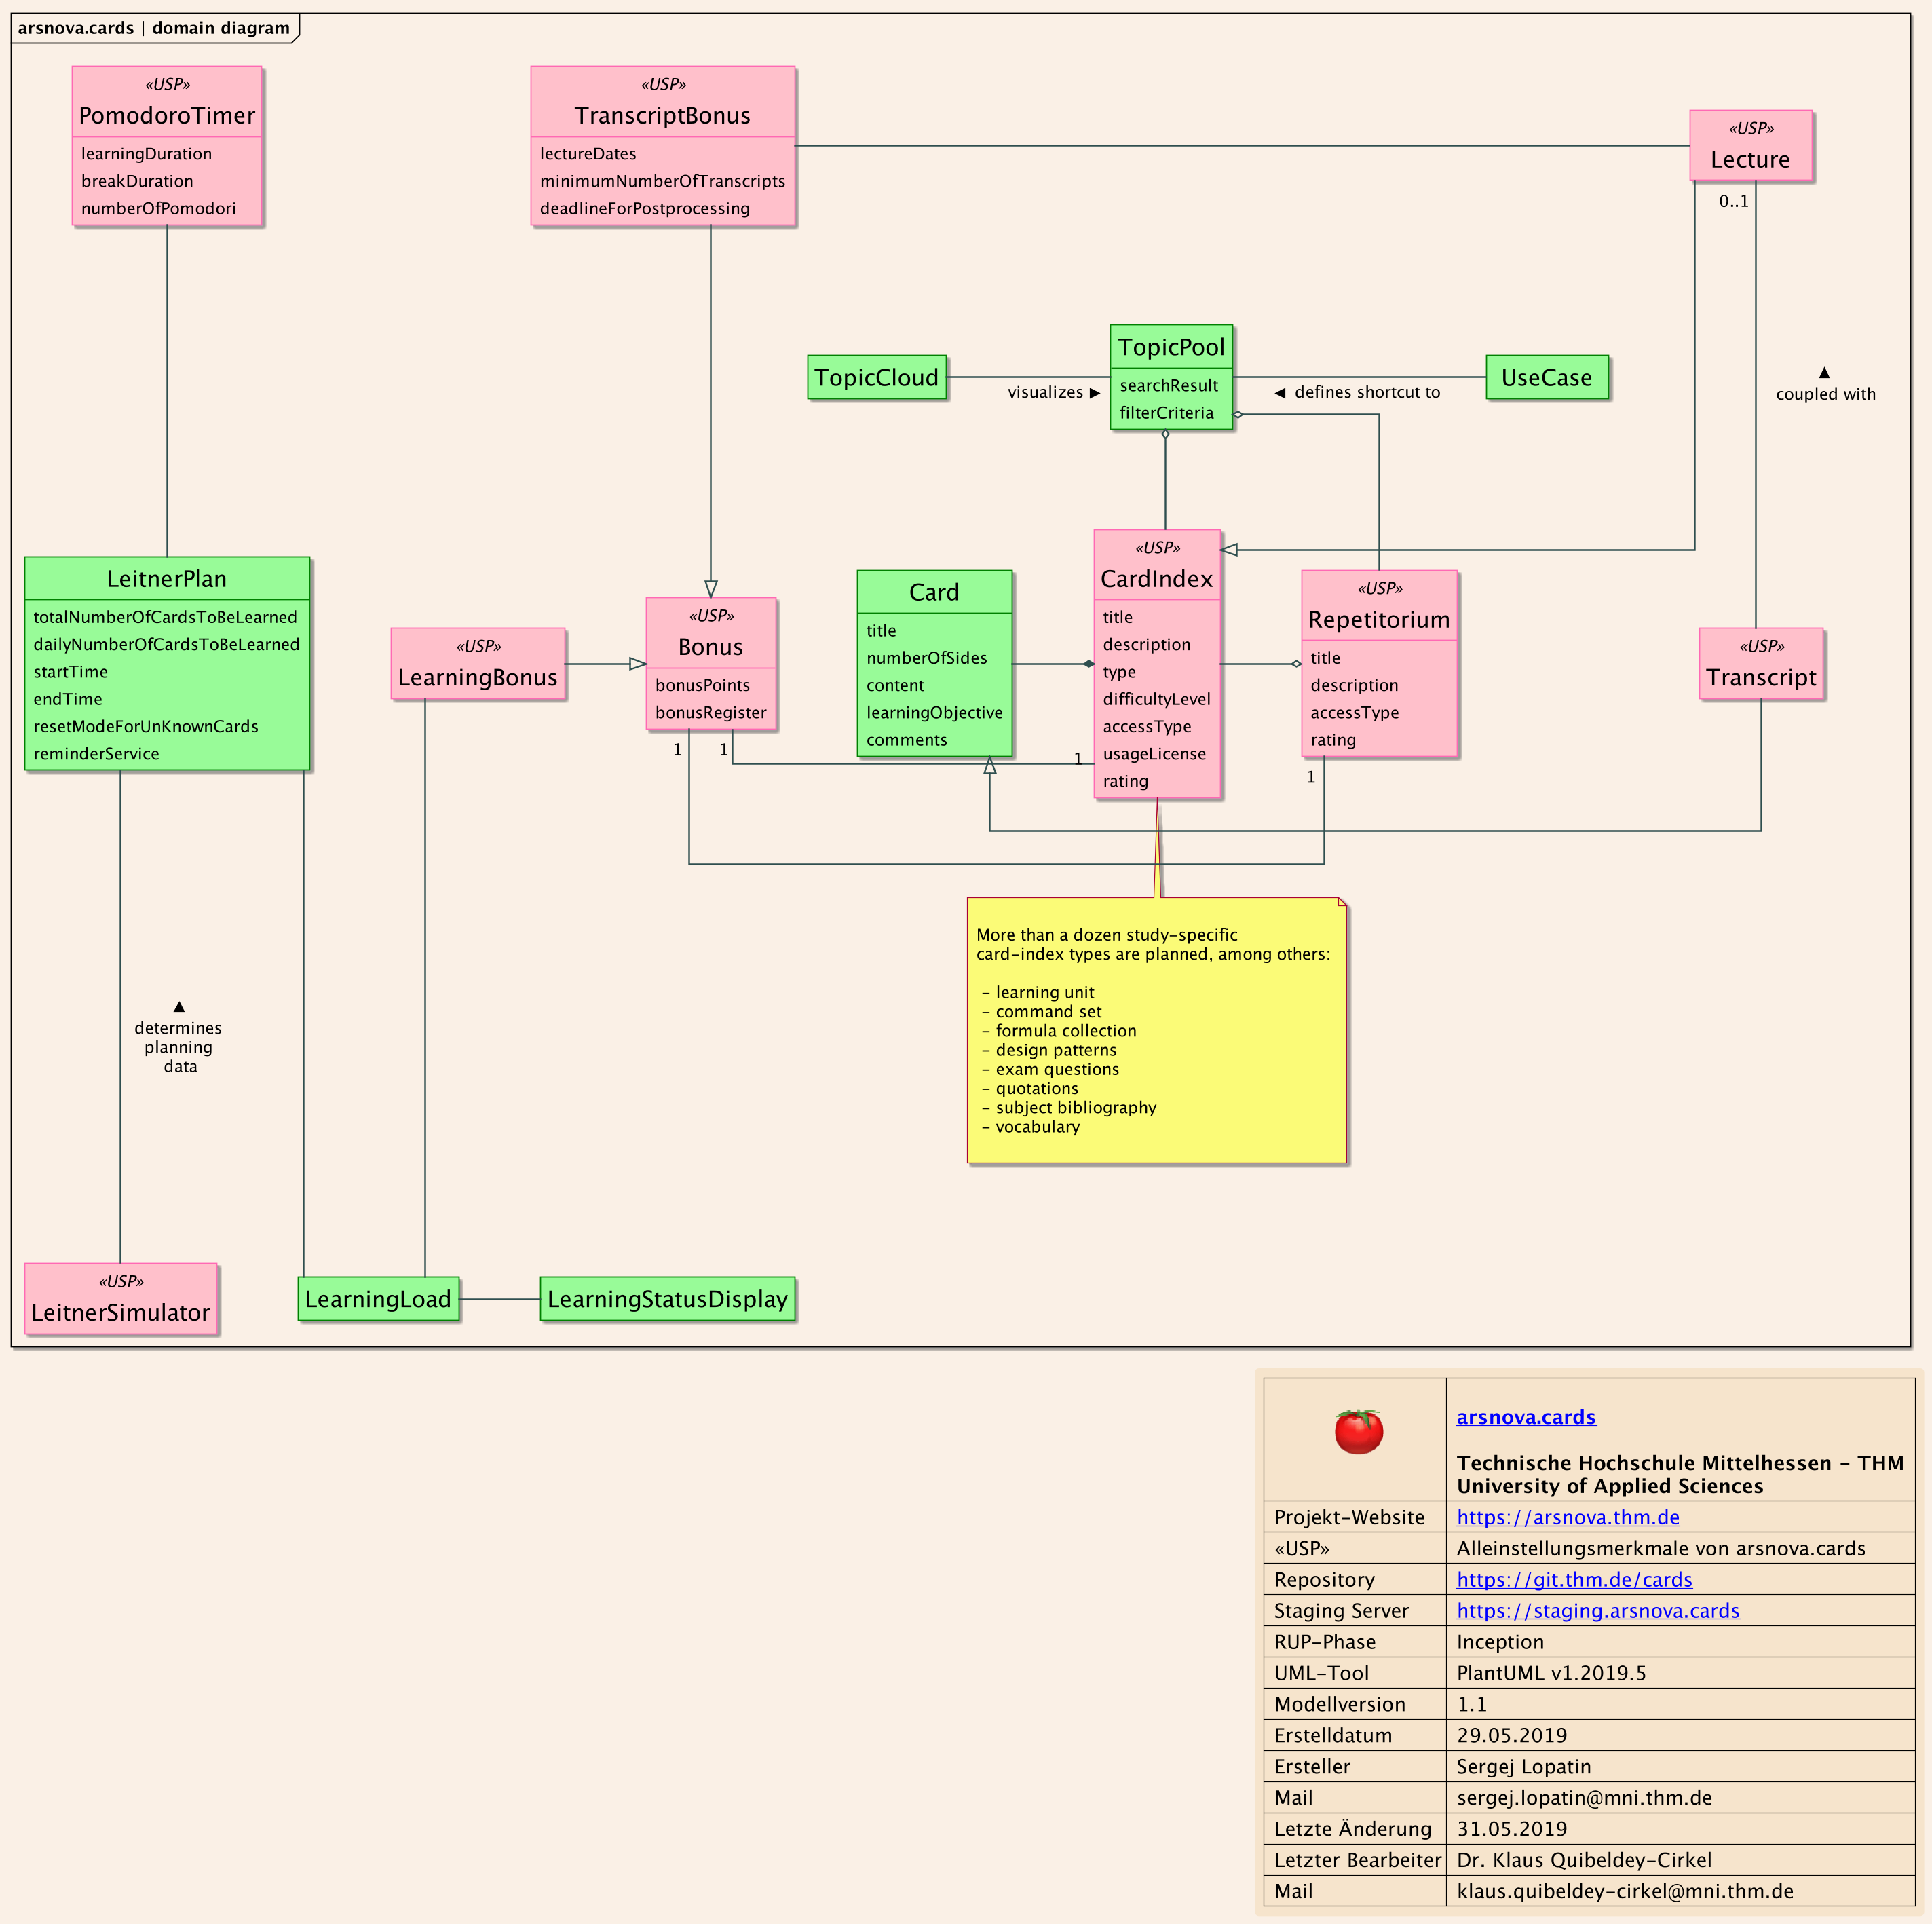 arsnova.cards | domain diagram
«USP»
PomodoroTimer
learningDuration
breakDuration
numberOfPomodori
«USP»
TranscriptBonus
lectureDates
minimumNumberOfTranscripts
deadlineForPostprocessing
«USP»
Lecture
0..1
TopicCloud
visualizes ▶
TopicPool
searchResult
filterCriteria
◀ defines shortcut to
UseCase
▲
coupled with
LeitnerPlan
totalNumberOfCardsToBeLearned
dailyNumberOfCardsToBeLearned
startTime
endTime
resetModeForUnKnownCards
reminderService
«USP»
LearningBonus
«USP»
Bonus
bonusPoints
bonusRegister
1
1
Card
title
numberOfSides
content
learningObjective
comments
1
«USP»
CardIndex
title
description
type
difficultyLevel
accessType
usageLicense
rating
«USP»
Repetitorium
title
description
accessType
rating
1
«USP»
Transcript
More than a dozen study-specific
card-index types are planned, among others:
- learning unit
- command set
- formula collection
- design patterns
- exam questions
- quotations
- subject bibliography
- vocabulary
▲
determines
planning
data
«USP»
LeitnerSimulator
LearningLoad
LearningStatusDisplay
arsnova.cards
Technische Hochschule Mittelhessen - THM
University of Applied Sciences
Projekt-Website https://arsnova.thm.de
«USP» Alleinstellungsmerkmale von arsnova.cards
Repository https://git.thm.de/cards
Staging Server https://staging.arsnova.cards
RUP-Phase Inception
UML-Tool PlantUML v1.2019.5
Modellversion 1.1
Erstelldatum 29.05.2019
Ersteller Sergej Lopatin
Mail sergej.lopatin@mni.thm.de
Letzte Änderung 31.05.2019
Letzter Bearbeiter Dr. Klaus Quibeldey-Cirkel
Mail klaus.quibeldey-cirkel@mni.thm.de